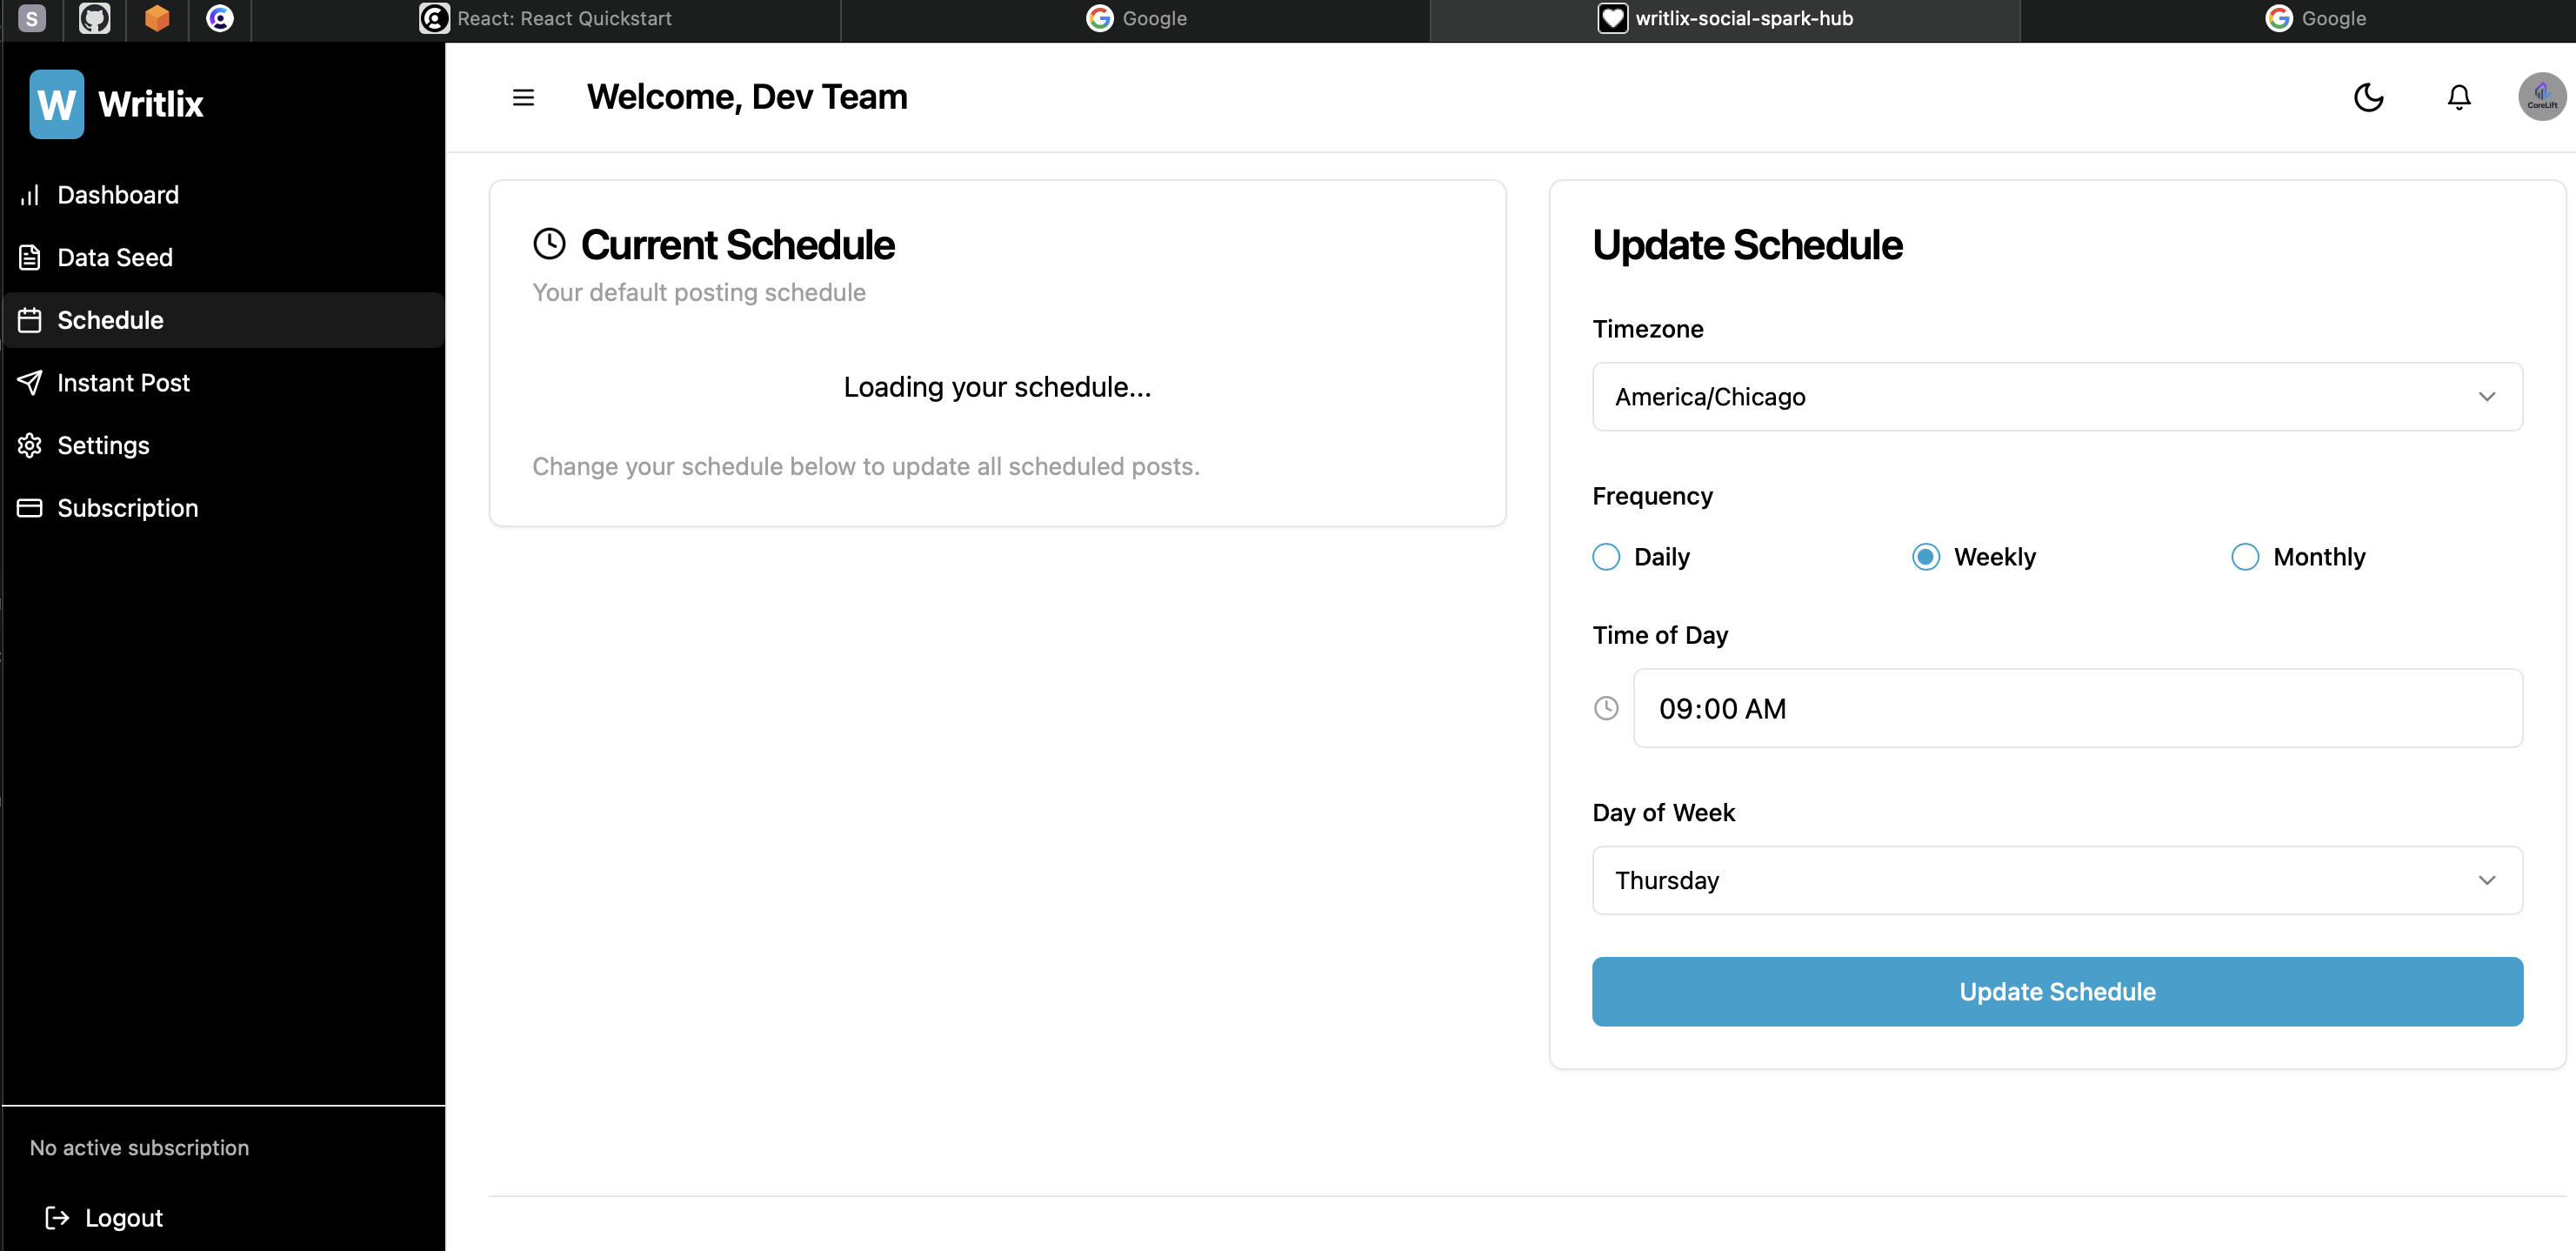 S
React: React Quickstart
Google
writlix-social-spark-hub
Google
W Writlix
Dashboard
Data Seed
Schedule
Instant Post
Settings
Subscription
No active subscription
Logout
Welcome, Dev Team
CoreLift
Current Schedule
Your default posting schedule
Loading your schedule...
Change your schedule below to update all scheduled posts.
Update Schedule
Timezone
America/Chicago
Frequency
Daily Weekly Monthly
Time of Day
09:00 AM
Day of Week
Thursday
Update Schedule